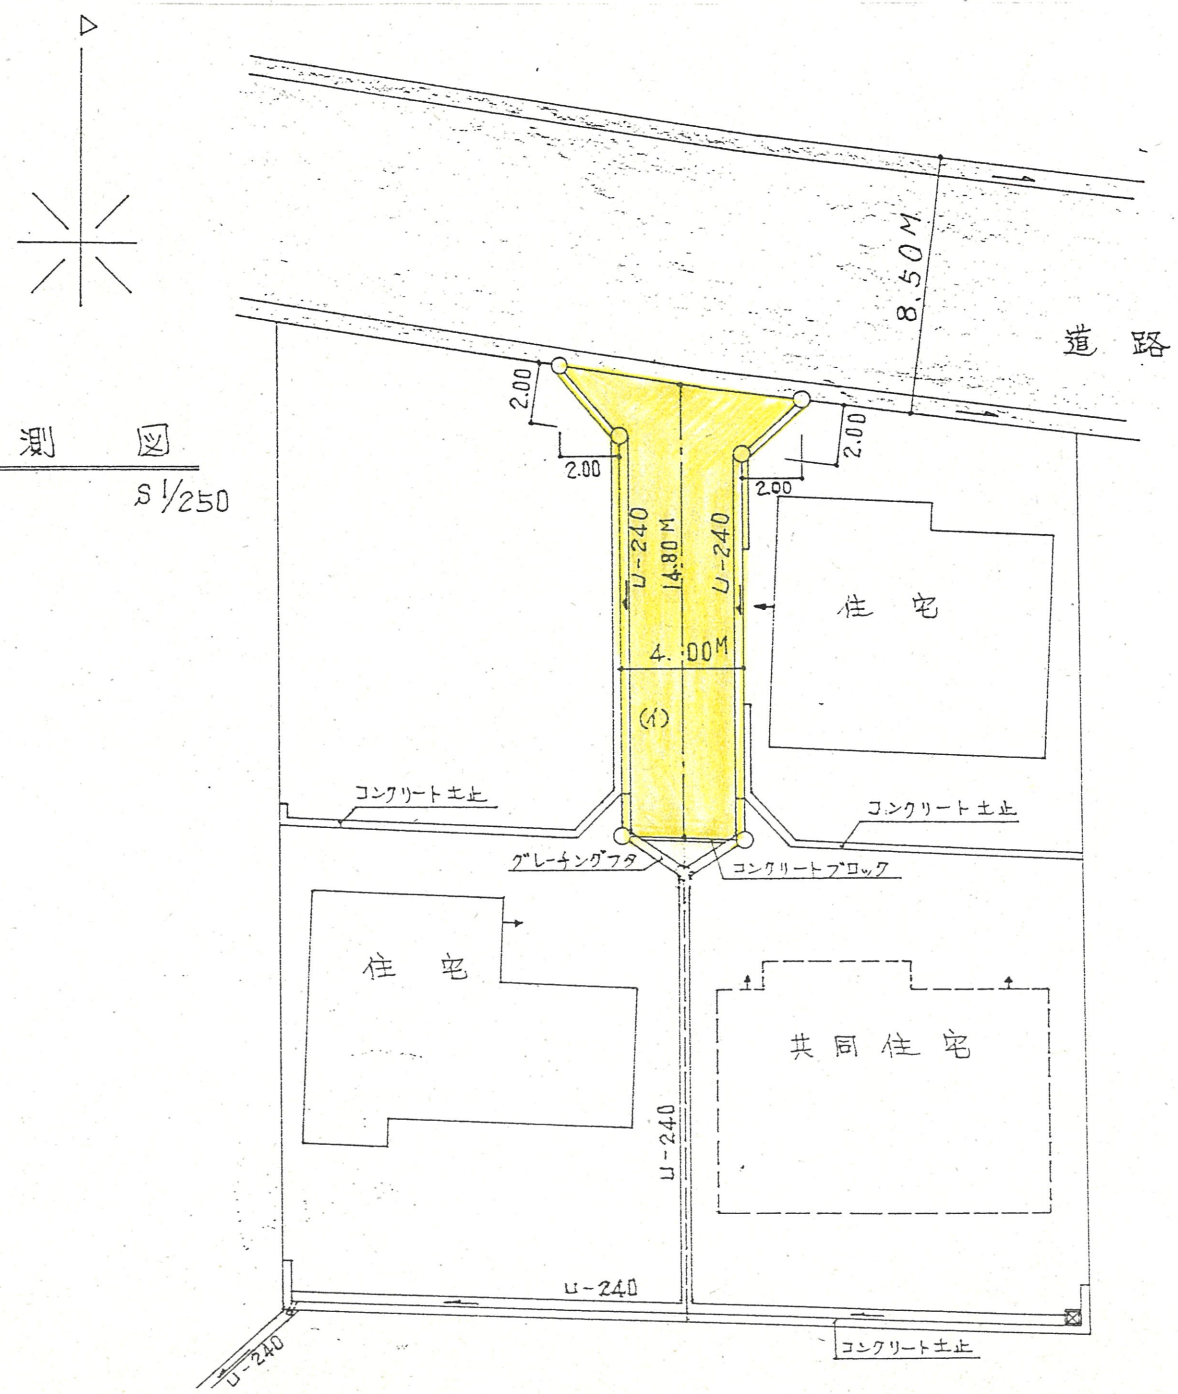 8.50M
道路
2.00
2.00
2.00
2.00
測図
S 1/250
U-240
14.80M
U-240
住宅
4.00M
(イ)
コンクリート土止
コンクリート土止
グレーチングフタ
コンクリートブロック
住宅
共同住宅
U-240
U-240
コンクリート土止
U-240